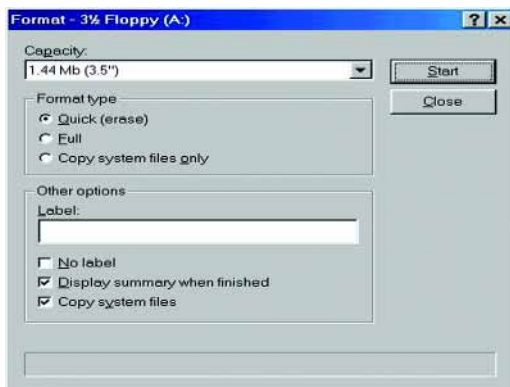 Format - 3½ Floppy (A:)
Capacity:
1.44 Mb (3.5")
Start
Close
Format type
Quick (erase)
Full
Copy system files only
Other options
Label:
No label
Display summary when finished
Copy system files